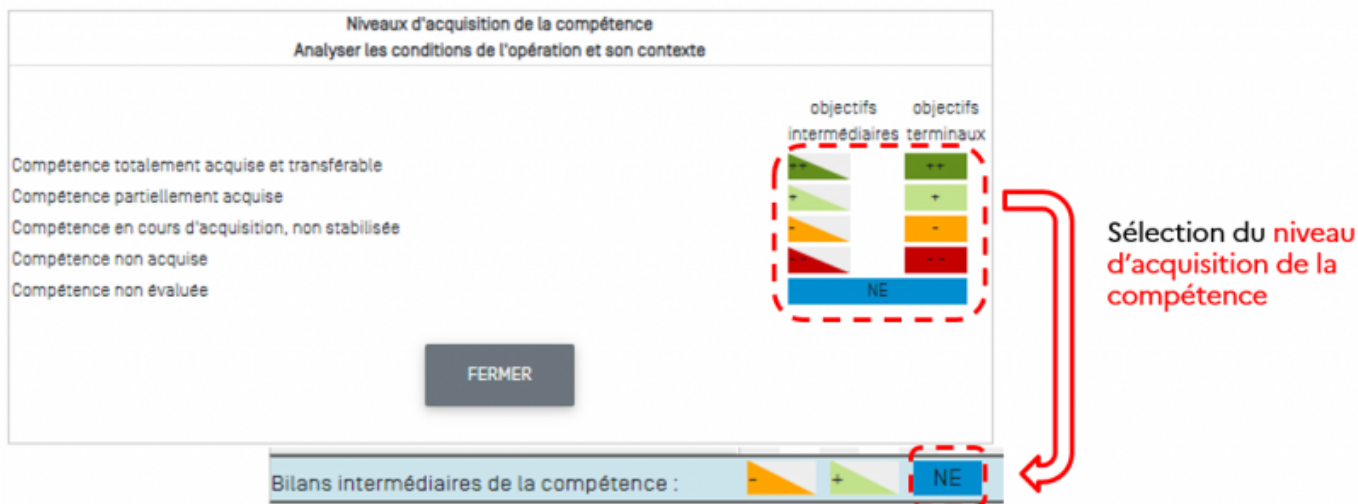 Niveaux d'acquisition de la compétence
Analyser les conditions de l'opération et son contexte
objectifs objectifs
intermédiaires terminaux
Compétence totalement acquise et transférable ++ ++
Compétence partiellement acquise + +
Compétence en cours d'acquisition, non stabilisée - -
Compétence non acquise -- --
Compétence non évaluée NE
Sélection du niveau
d'acquisition de la
compétence
FERMER
Bilans intermédiaires de la compétence : - + NE